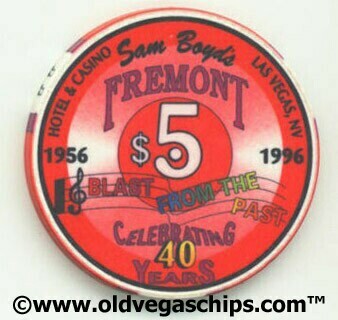 Sam Boyd's
HOTEL & CASINO
LAS VEGAS, NV
FREMONT
$5
1956
1996
BLAST FROM THE PAST
CELEBRATING
40
YEARS
©www.oldvegaschips.com™